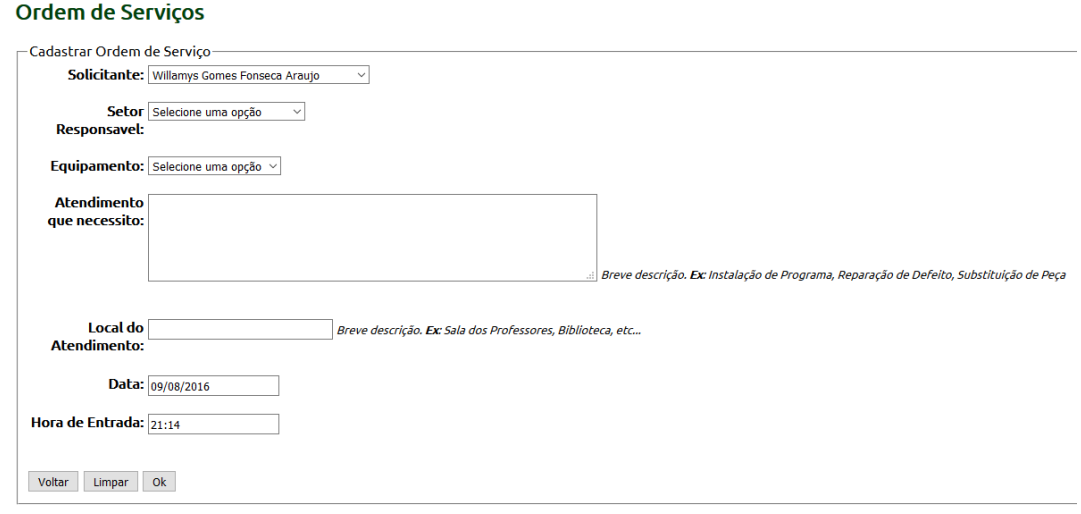 Ordem de Serviços
Cadastrar Ordem de Serviço
Solicitante: Willamys Gomes Fonseca Araujo
Setor Selecione uma opção
Responsavel:
Equipamento: Selecione uma opção
Atendimento
que necessito:
Breve descrição. Ex: Instalação de Programa, Reparação de Defeito, Substituição de Peça
Local do Breve descrição. Ex: Sala dos Professores, Biblioteca, etc...
Atendimento:
Data: 09/08/2016
Hora de Entrada: 21:14
Voltar Limpar Ok